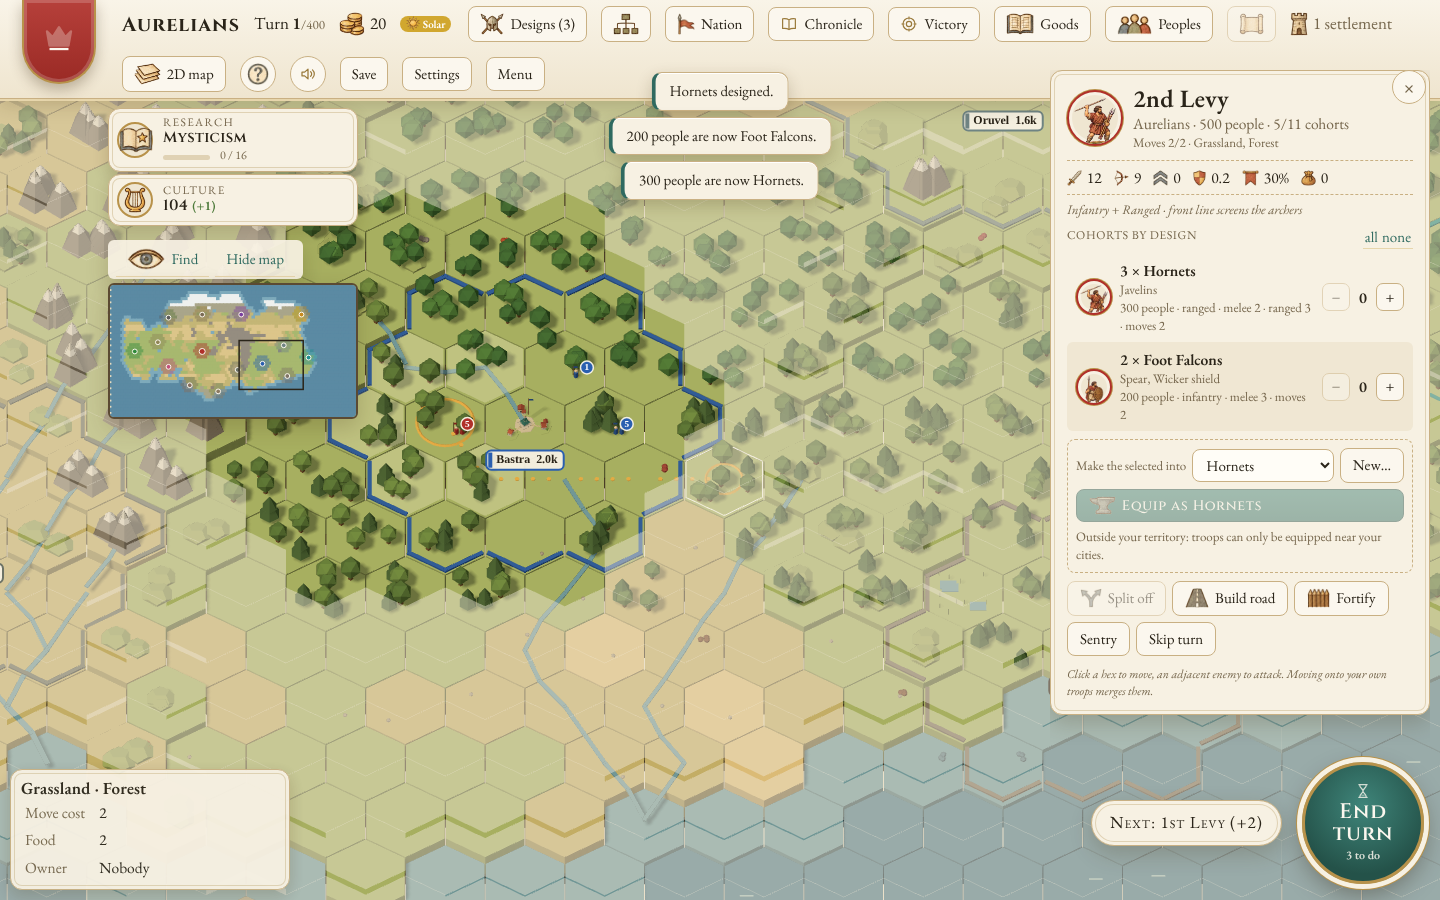 Aurelians
Turn 1/400
20
Solar
Designs (3)
Nation
Chronicle
Victory
Goods
Peoples
1 settlement
2D map
?
Save
Settings
Menu
Hornets designed.
200 people are now Foot Falcons.
300 people are now Hornets.
Research
Mysticism
0 / 16
Culture
104 (+1)
Find
Hide map
Oruvel 1.6k
1
5
5
Bastra 2.0k
×
2nd Levy
Aurelians · 500 people · 5/11 cohorts
Moves 2/2 · Grassland, Forest
12
9
0
0.2
30%
0
Infantry + Ranged · front line screens the archers
Cohorts by design
all none
3 × Hornets
Javelins
300 people · ranged · melee 2 · ranged 3
· moves 2
− 0 +
2 × Foot Falcons
Spear, Wicker shield
200 people · infantry · melee 3 · moves
2
− 0 +
Make the selected into
Hornets
New...
Equip as Hornets
Outside your territory: troops can only be equipped near your
cities.
Split off
Build road
Fortify
Sentry
Skip turn
Click a hex to move, an adjacent enemy to attack. Moving onto your own
troops merges them.
Grassland · Forest
Move cost 2
Food 2
Owner Nobody
Next: 1st Levy (+2)
End
turn
3 to do